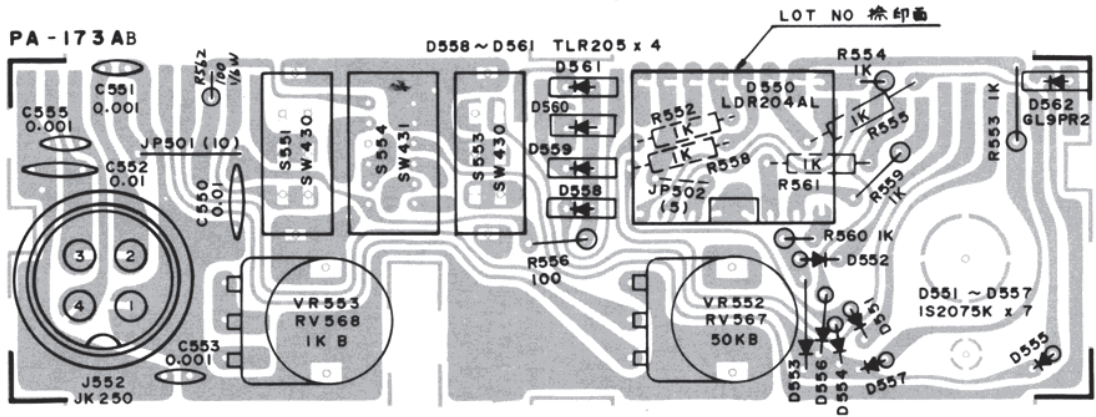 LOT NO 捺印面
PA-173AB
D558～D561 TLR205 x 4
R562
100
1/6W
C551
0.001
C555
0.001
JP501 (10)
C552
0.01
C550
0.01
S551
SW430
S554
SW431
S553
SW430
D561
D560
D559
D558
D550
LDR204AL
R552
1K
1K
R558
JP502
(5)
R554
1K
1K
R555
1K
R561
R559
1K
R553 1K
D562
GL9PR2
R556
100
R560 1K
D552
3
2
4
1
VR553
RV568
1K B
VR552
RV567
50KB
D551～D557
1S2075K x 7
D551
D553
D556
D554
D557
D555
C553
0.001
J552
JK250